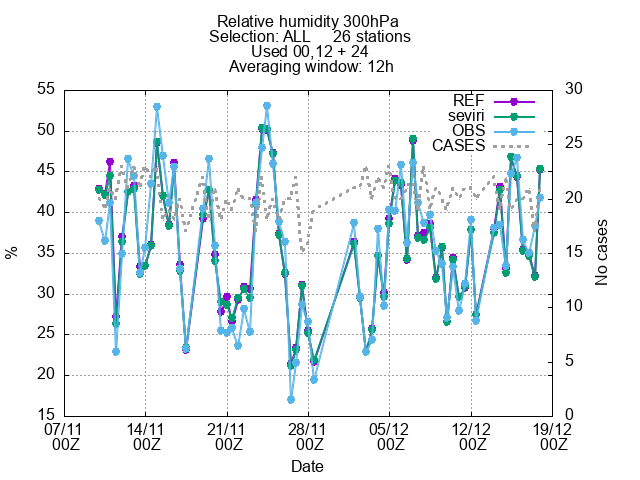 Relative humidity 300hPa
Selection: ALL 26 stations
Used 00,12 + 24
Averaging window: 12h
REF
seviri
OBS
CASES
55
50
45
40
35
30
25
20
15
%
30
25
20
15
10
5
0
No cases
07/11 14/11 21/11 28/11 05/12 12/12 19/12
00Z 00Z 00Z 00Z 00Z 00Z 00Z
Date